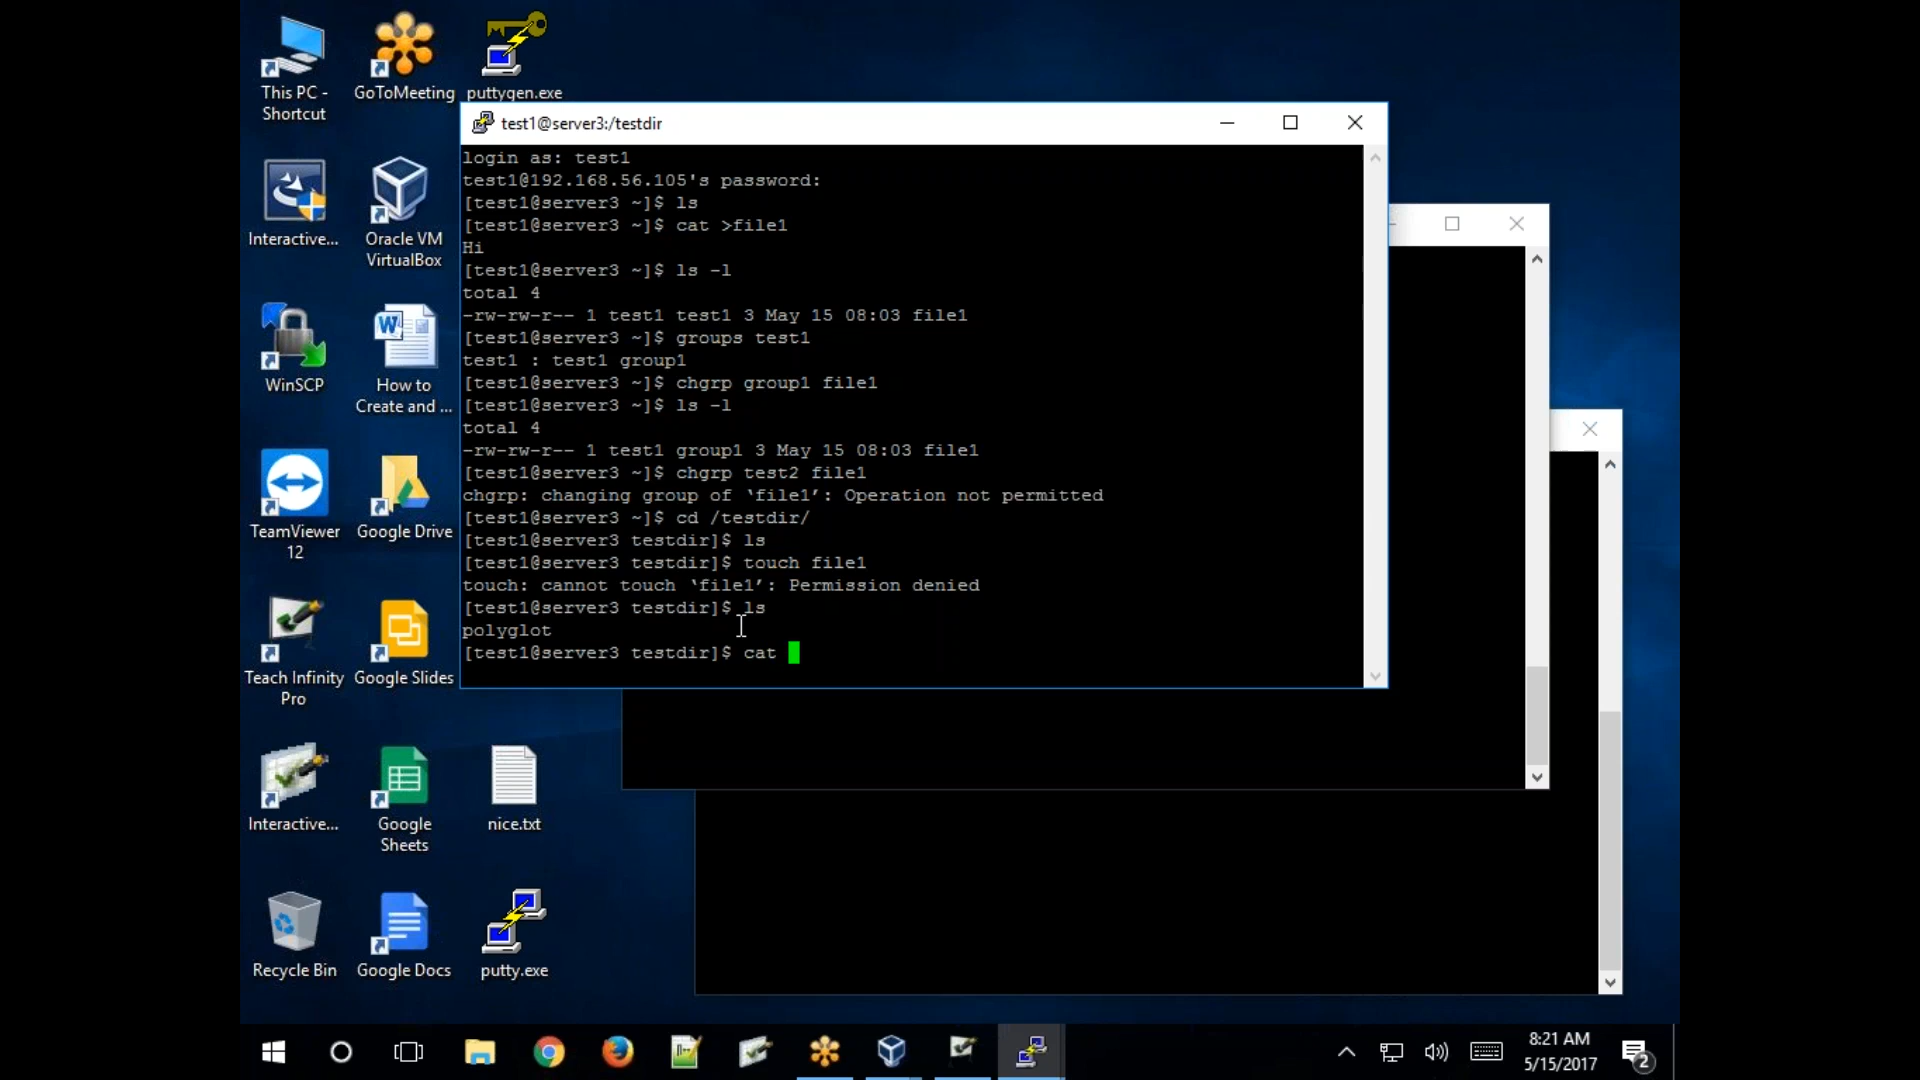 This PC -
Shortcut
GoToMeeting
puttygen.exe
test1@server3:/testdir
login as: test1
test1@192.168.56.105's password:
[test1@server3 ~]$ ls
[test1@server3 ~]$ cat >file1
Hi
[test1@server3 ~]$ ls -l
total 4
-rw-rw-r-- 1 test1 test1 3 May 15 08:03 file1
[test1@server3 ~]$ groups test1
test1 : test1 group1
[test1@server3 ~]$ chgrp group1 file1
[test1@server3 ~]$ ls -l
total 4
-rw-rw-r-- 1 test1 group1 3 May 15 08:03 file1
[test1@server3 ~]$ chgrp test2 file1
chgrp: changing group of ‘file1’: Operation not permitted
[test1@server3 ~]$ cd /testdir/
[test1@server3 testdir]$ ls
[test1@server3 testdir]$ touch file1
touch: cannot touch ‘file1’: Permission denied
[test1@server3 testdir]$ ls
polyglot
[test1@server3 testdir]$ cat
Interactive...
Oracle VM
VirtualBox
WinSCP
How to
Create and ...
TeamViewer
12
Google Drive
Teach Infinity
Pro
Google Slides
Interactive...
Google
Sheets
nice.txt
Recycle Bin
Google Docs
putty.exe
8:21 AM
5/15/2017
2